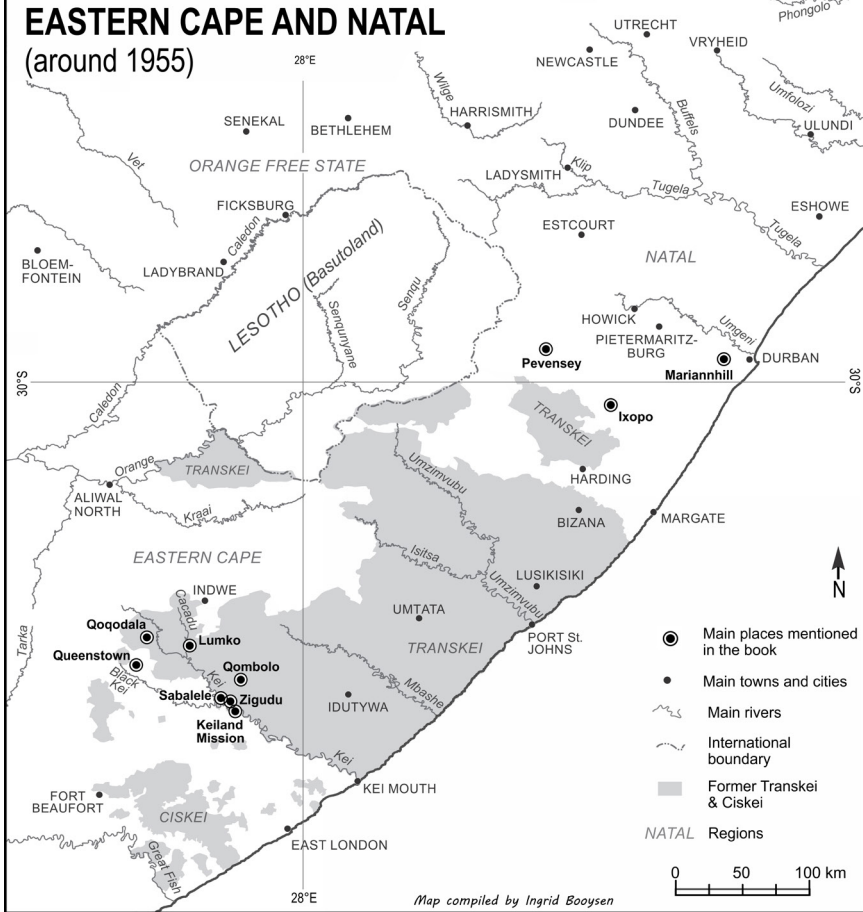 EASTERN CAPE AND NATAL
(around 1955)
28°E
Phongolo
UTRECHT
VRYHEID
NEWCASTLE
Wilge
HARRISMITH
Buffels
Umfolozi
SENEKAL
BETHLEHEM
DUNDEE
ULUNDI
Vet
ORANGE FREE STATE
LADYSMITH
Klip
Tugela
FICKSBURG
ESHOWE
Caledon
ESTCOURT
Tugela
BLOEM-
FONTEIN
LADYBRAND
LESOTHO (Basutoland)
NATAL
Senqu
Senqunyane
HOWICK
Umgeni
PIETERMARITZ-
BURG
Pevensey
Mariannhill
DURBAN
30°S
30°S
Caledon
Ixopo
TRANSKEI
Orange
TRANSKEI
Umzimvubu
HARDING
ALIWAL
NORTH
Kraai
BIZANA
MARGATE
EASTERN CAPE
Isitsa
LUSIKISIKI
INDWE
Umzimvubu
Cacadu
UMTATA
Tarka
Qoqodala
Lumko
TRANSKEI
PORT St.
JOHNS
Queenstown
Qombolo
Black
Kei
Kei
Sabalele
Zigudu
Mbashe
IDUTYWA
Keiland
Mission
Kei
KEI MOUTH
FORT
BEAUFORT
CISKEI
EAST LONDON
Great Fish
28°E
N
Main places mentioned
in the book
Main towns and cities
Main rivers
International
boundary
Former Transkei
& Ciskei
NATAL Regions
0 50 100 km
Map compiled by Ingrid Booysen